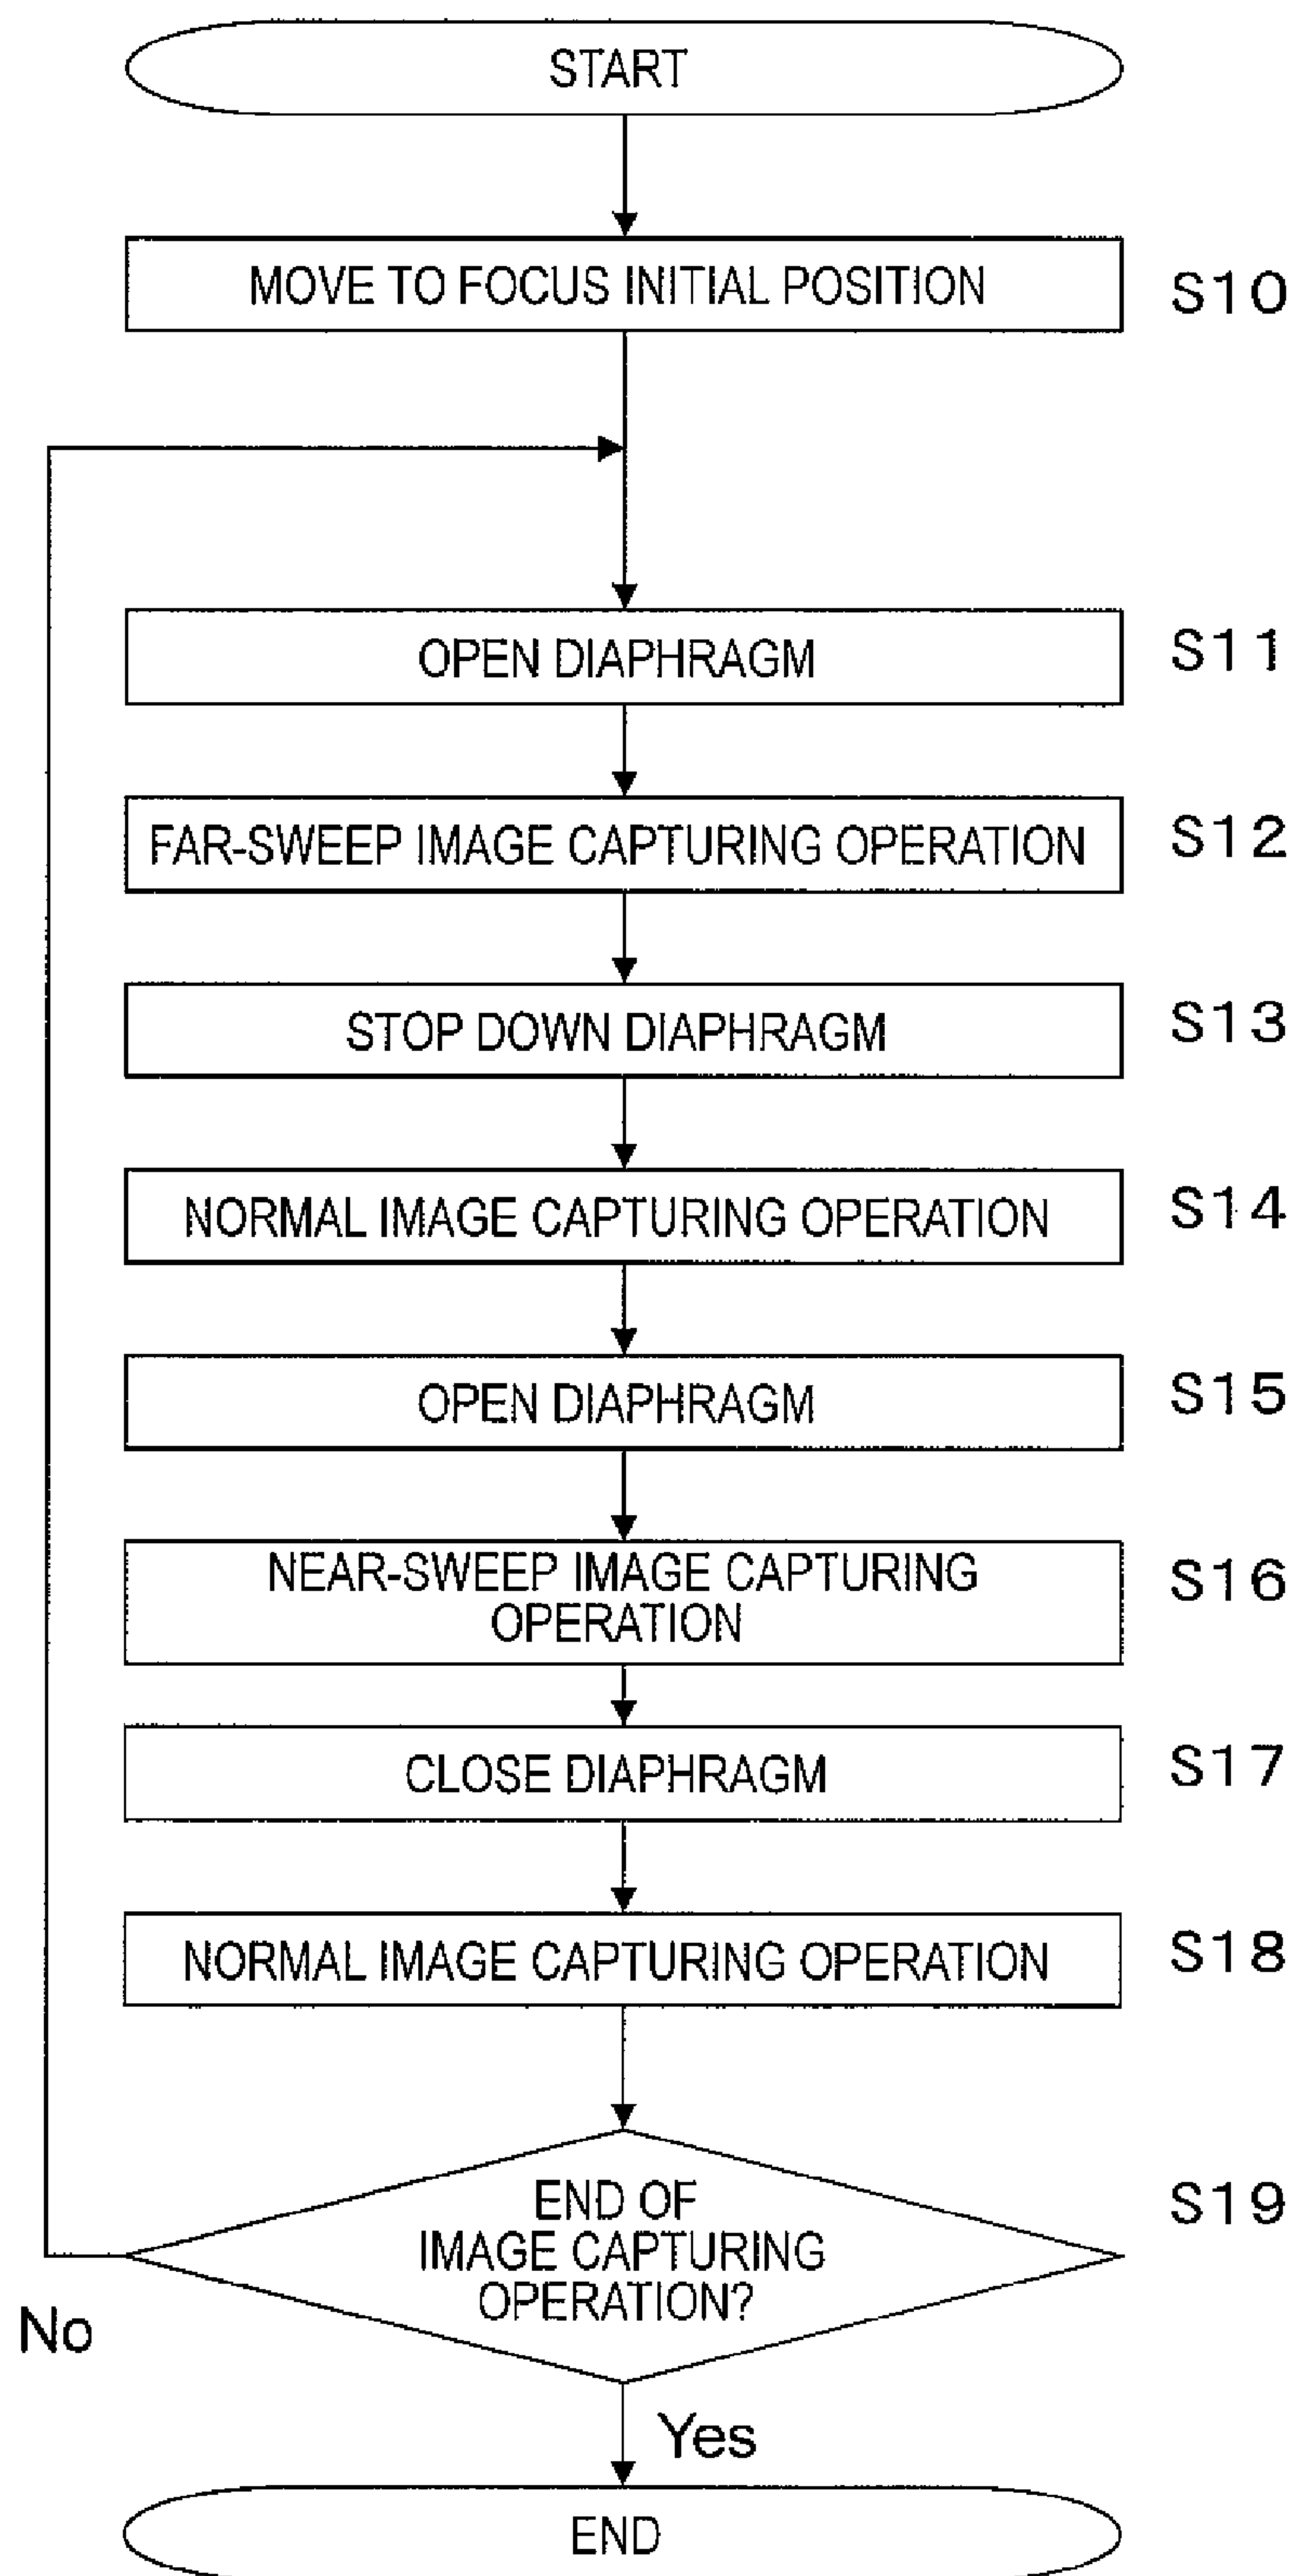 START
MOVE TO FOCUS INITIAL POSITION
S10
OPEN DIAPHRAGM
S11
FAR-SWEEP IMAGE CAPTURING OPERATION
S12
STOP DOWN DIAPHRAGM
S13
NORMAL IMAGE CAPTURING OPERATION
S14
OPEN DIAPHRAGM
S15
NEAR-SWEEP IMAGE CAPTURING
OPERATION
S16
CLOSE DIAPHRAGM
S17
NORMAL IMAGE CAPTURING OPERATION
S18
END OF
IMAGE CAPTURING
OPERATION?
S19
No
Yes
END